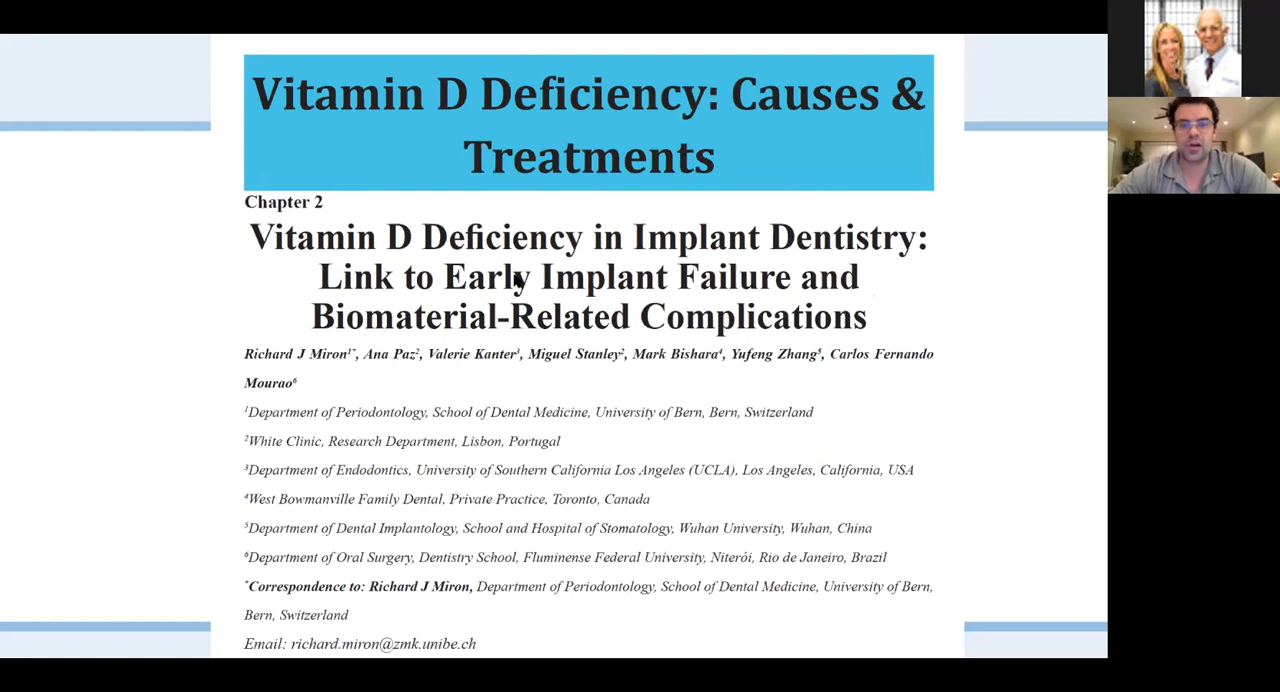 Vitamin D Deficiency: Causes &
Treatments
Chapter 2
Vitamin D Deficiency in Implant Dentistry:
Link to Early Implant Failure and
Biomaterial-Related Complications
Richard J Miron¹*, Ana Paz², Valerie Kanter³, Miguel Stanley², Mark Bishara⁴, Yufeng Zhang⁵, Carlos Fernando
Mourao⁶
¹Department of Periodontology, School of Dental Medicine, University of Bern, Bern, Switzerland
²White Clinic, Research Department, Lisbon, Portugal
³Department of Endodontics, University of Southern California Los Angeles (UCLA), Los Angeles, California, USA
⁴West Bowmanville Family Dental, Private Practice, Toronto, Canada
⁵Department of Dental Implantology, School and Hospital of Stomatology, Wuhan University, Wuhan, China
⁶Department of Oral Surgery, Dentistry School, Fluminense Federal University, Niterói, Rio de Janeiro, Brazil
*Correspondence to: Richard J Miron, Department of Periodontology, School of Dental Medicine, University of Bern,
Bern, Switzerland
Email: richard.miron@zmk.unibe.ch